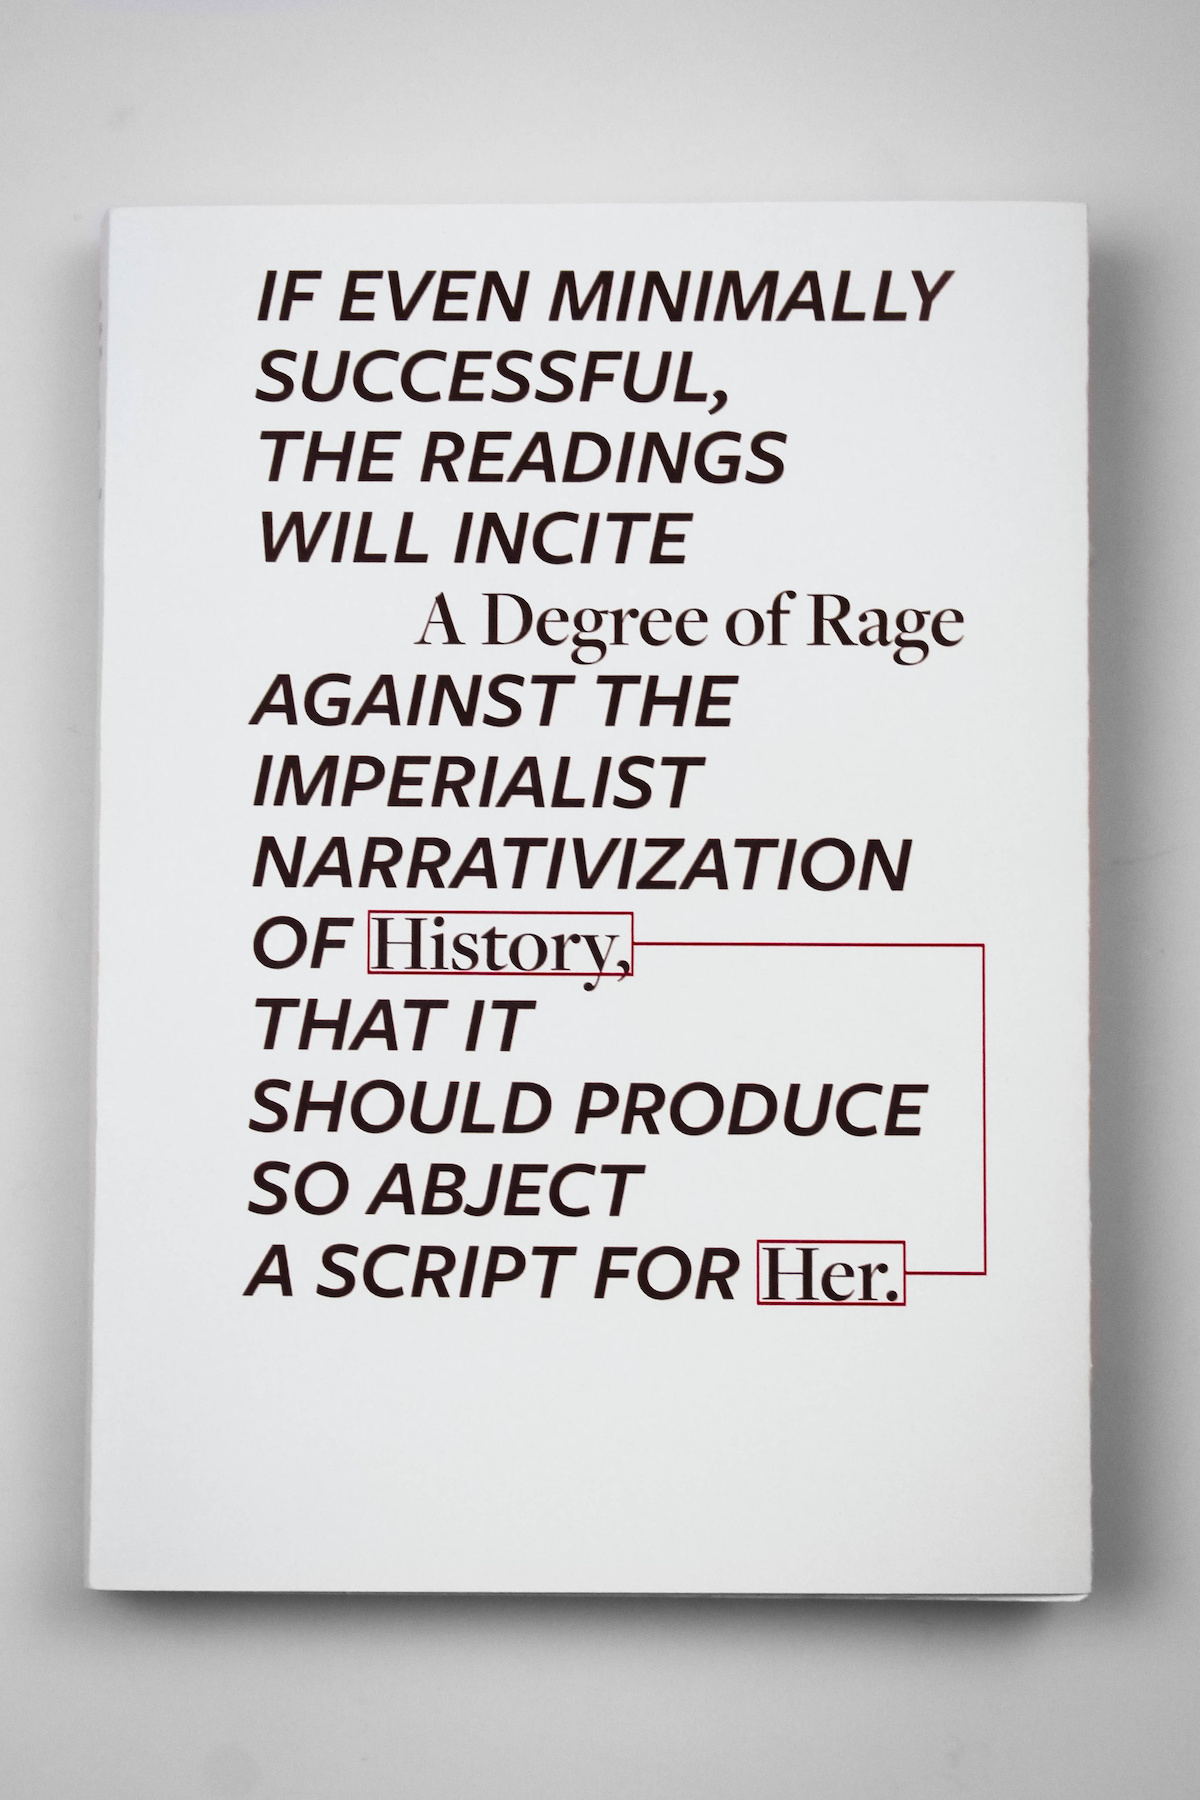 IF EVEN MINIMALLY
SUCCESSFUL,
THE READINGS
WILL INCITE
A Degree of Rage
AGAINST THE
IMPERIALIST
NARRATIVIZATION
OF History,
THAT IT
SHOULD PRODUCE
SO ABJECT
A SCRIPT FOR Her.